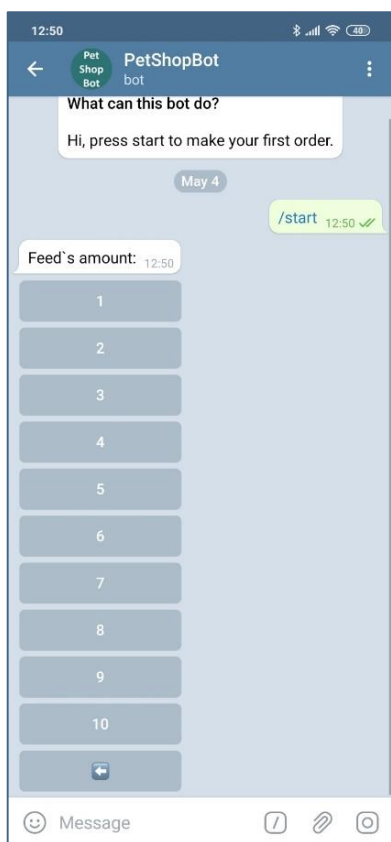 12:50
40
Pet
Shop
Bot
PetShopBot
bot
What can this bot do?
Hi, press start to make your first order.
May 4
/start 12:50
Feed`s amount: 12:50
1
2
3
4
5
6
7
8
9
10
Message